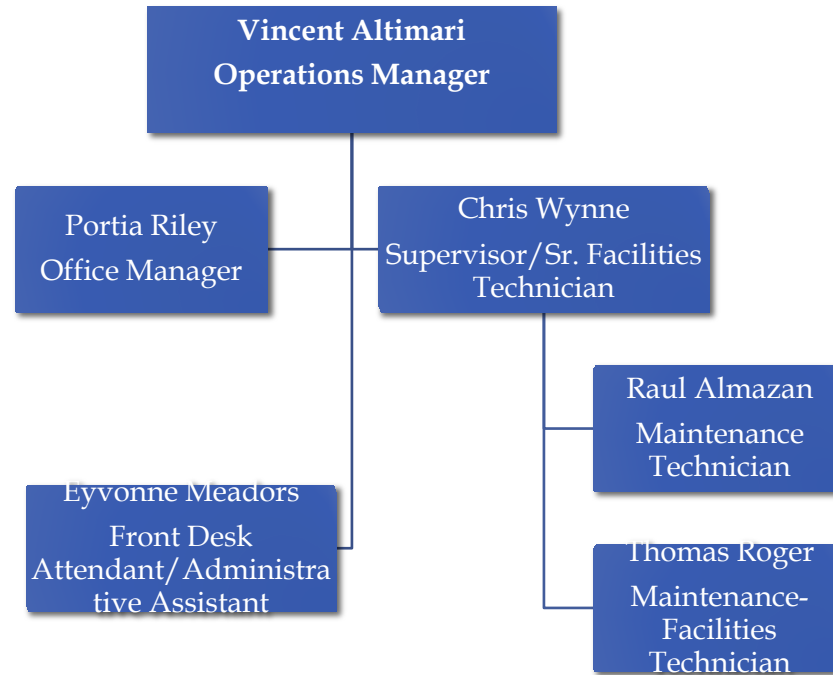 Vincent Altimari
Operations Manager
Portia Riley
Office Manager
Chris Wynne
Supervisor/Sr. Facilities
Technician
Raul Almazan
Maintenance
Technician
Eyvonne Meadors
Front Desk
Attendant/Administra
tive Assistant
Thomas Roger
Maintenance-
Facilities
Technician